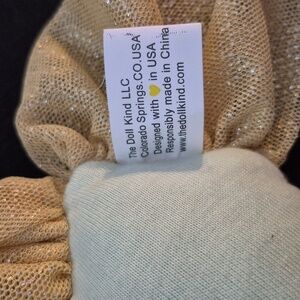 The Doll Kind LLC
Colorado Springs.CO.USA
Designed with 💛 in USA
Responsibly made in China
www.thedollkind.com